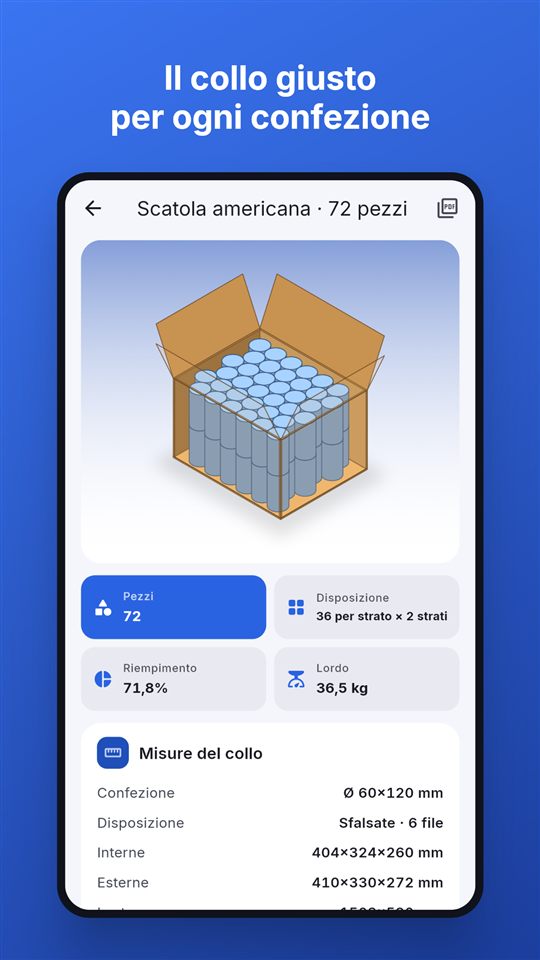 Il collo giusto
per ogni confezione
Scatola americana · 72 pezzi
PDF
Pezzi
72
Disposizione
36 per strato × 2 strati
Riempimento
71,8%
Lordo
36,5 kg
Misure del collo
Confezione
Ø 60×120 mm
Disposizione
Sfalsate · 6 file
Interne
404×324×260 mm
Esterne
410×330×272 mm